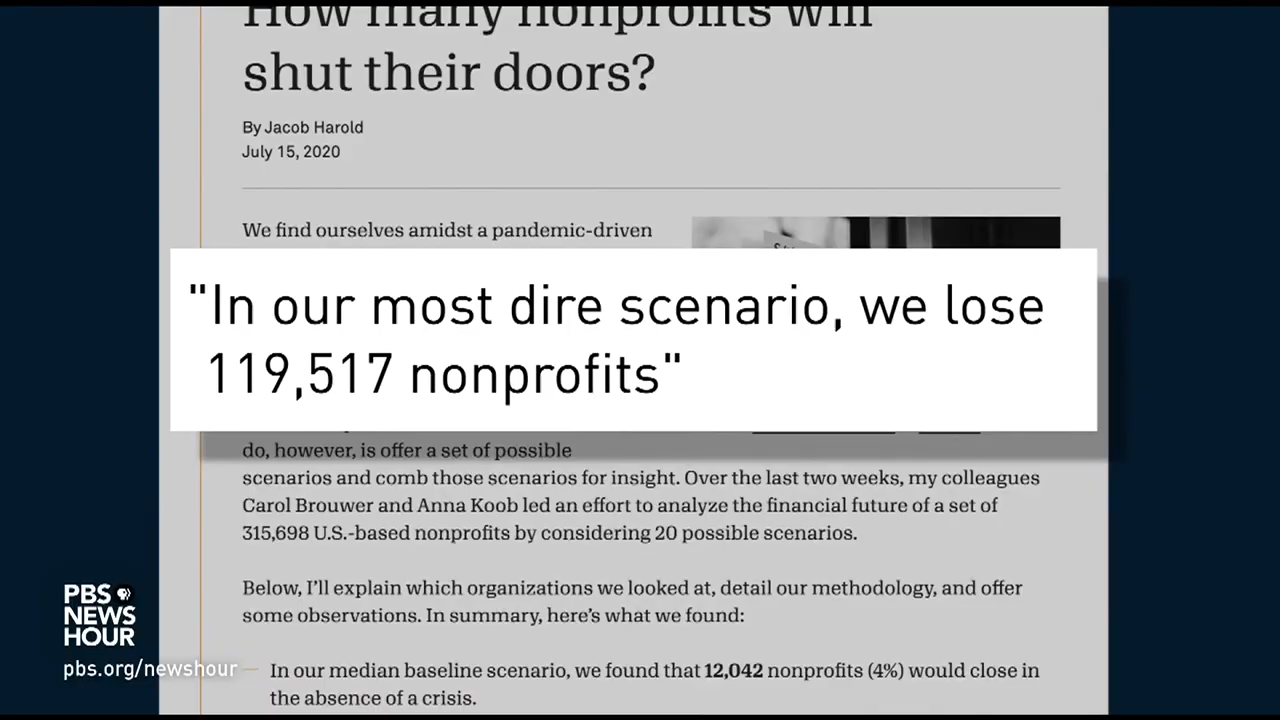 How many nonprofits will
shut their doors?
By Jacob Harold
July 15, 2020
We find ourselves amidst a pandemic-driven
"In our most dire scenario, we lose
119,517 nonprofits"
do, however, is offer a set of possible
scenarios and comb those scenarios for insight. Over the last two weeks, my colleagues
Carol Brouwer and Anna Koob led an effort to analyze the financial future of a set of
315,698 U.S.-based nonprofits by considering 20 possible scenarios.
Below, I'll explain which organizations we looked at, detail our methodology, and offer
some observations. In summary, here's what we found:
In our median baseline scenario, we found that 12,042 nonprofits (4%) would close in
the absence of a crisis.
PBS
NEWS
HOUR
pbs.org/newshour